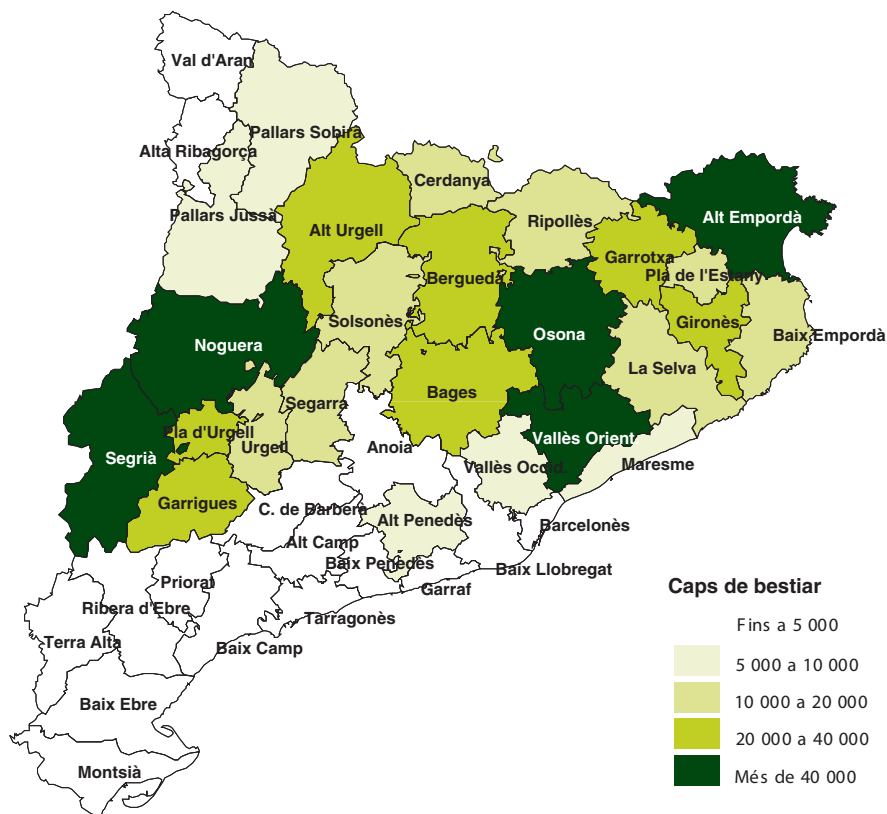 Val d'Aran
Pallars Sobirà
Alta Ribagorça
Cerdanya
Pallars Jussà
Alt Urgell
Ripollès
Alt Empordà
Garrotxa
Berguedà
Pla de l'Estany
Solsonès
Gironès
Noguera
Osona
Baix Empordà
La Selva
Bages
Segarra
Pla d'Urgell
Urgell
Anoia
Vallès Orient.
Segrià
Vallès Occid.
Maresme
Garrigues
C. de Barberà
Alt Penedès
Barcelonès
Alt Camp
Baix Penedès
Baix Llobregat
Priorat
Garraf
Ribera d'Ebre
Tarragonès
Terra Alta
Baix Camp
Baix Ebre
Montsià
Caps de bestiar
Fins a 5 000
5 000 a 10 000
10 000 a 20 000
20 000 a 40 000
Més de 40 000